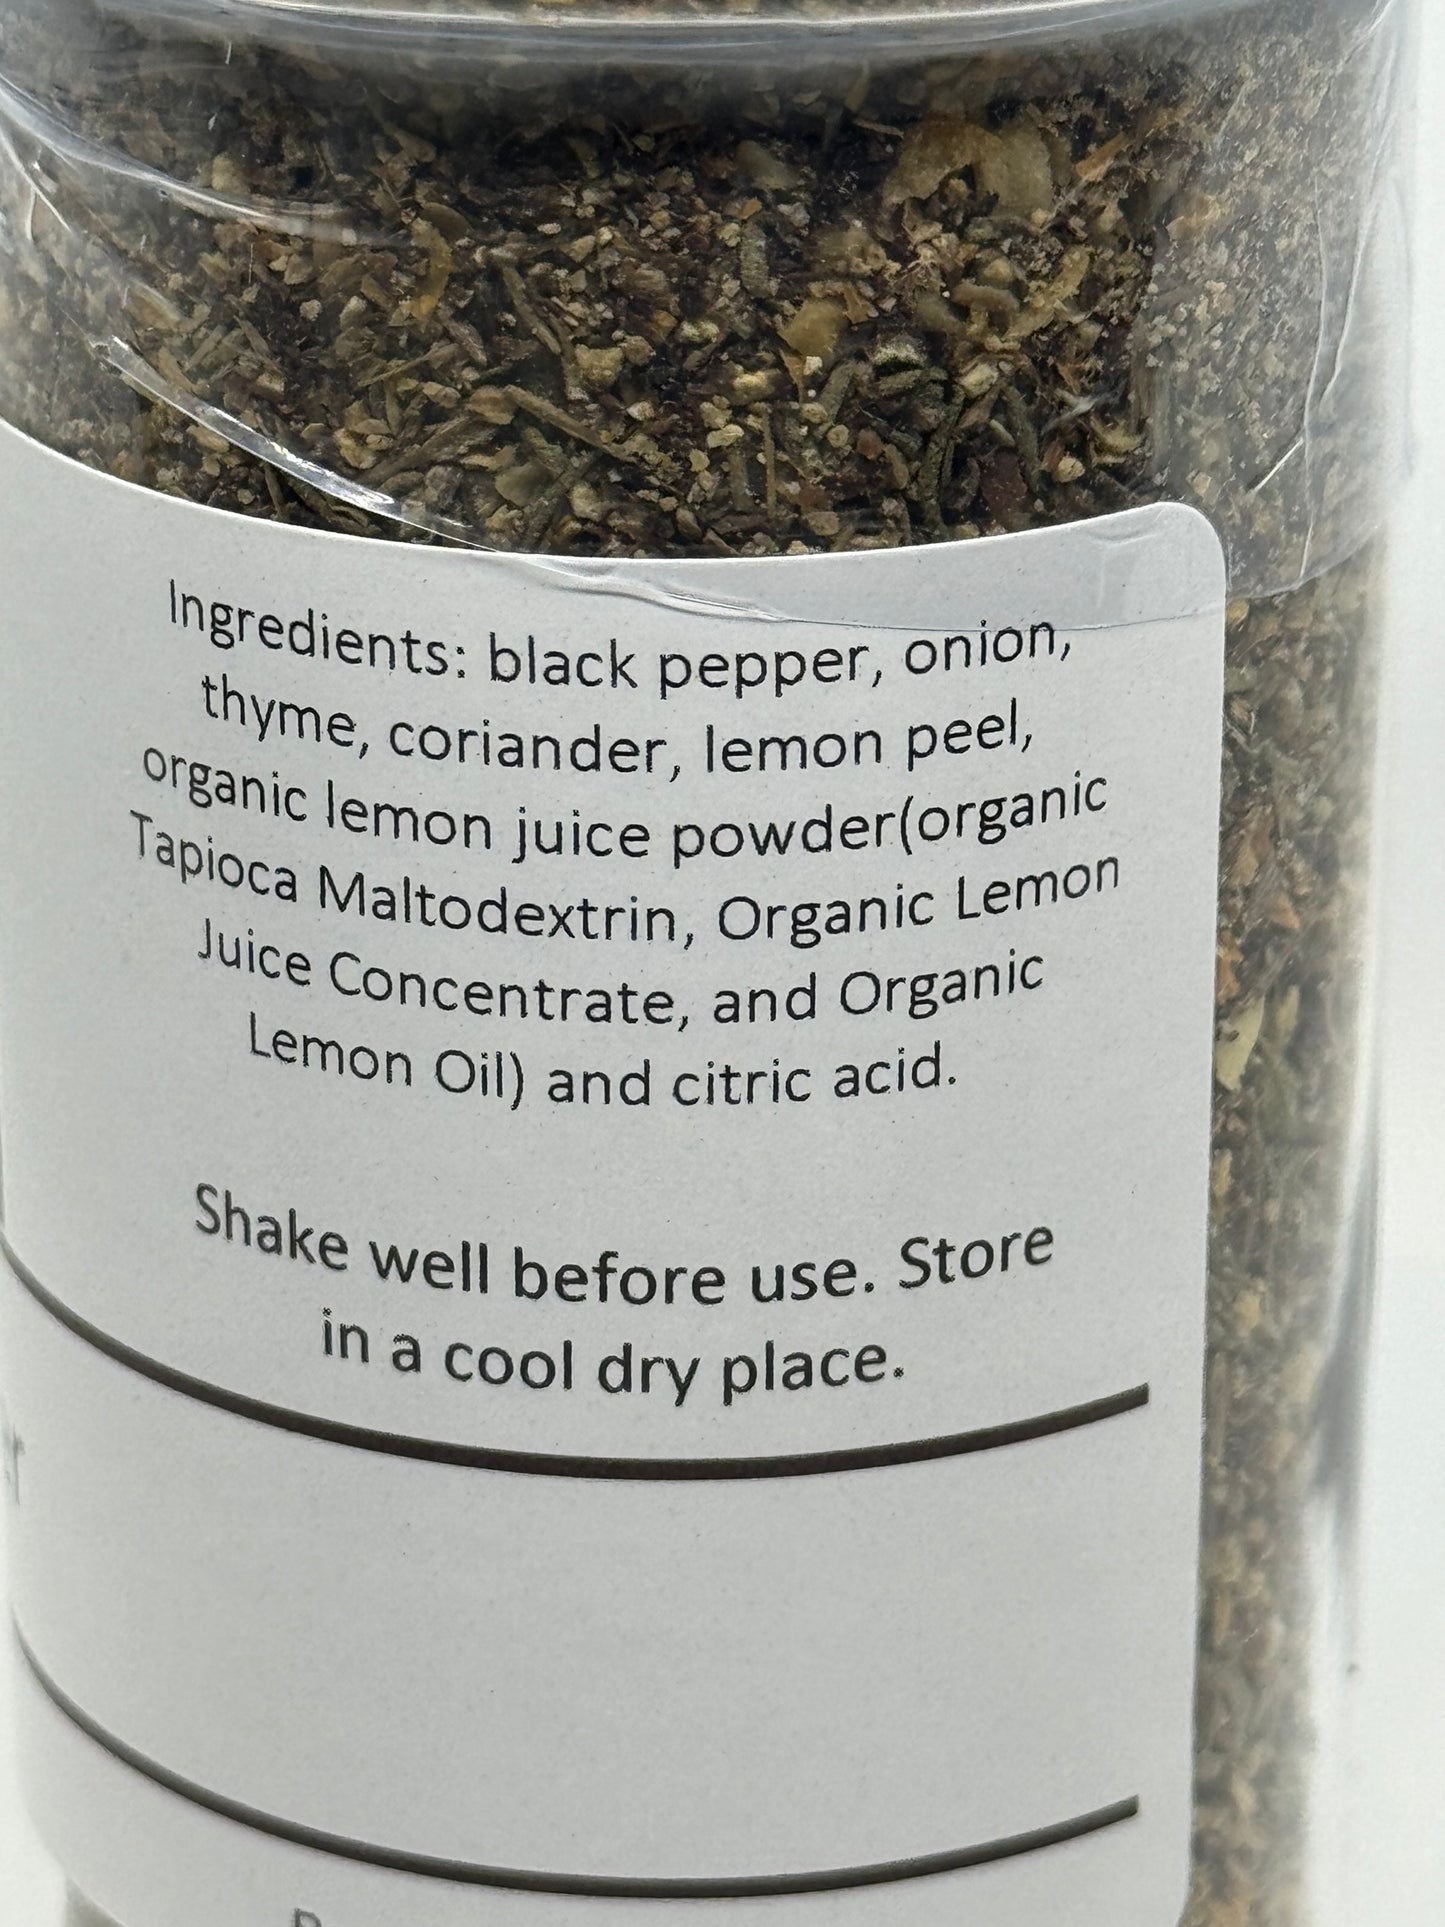 Ingredients: black pepper, onion,
thyme, coriander, lemon peel,
organic lemon juice powder(organic
Tapioca Maltodextrin, Organic Lemon
Juice Concentrate, and Organic
Lemon Oil) and citric acid.
Shake well before use. Store
in a cool dry place.